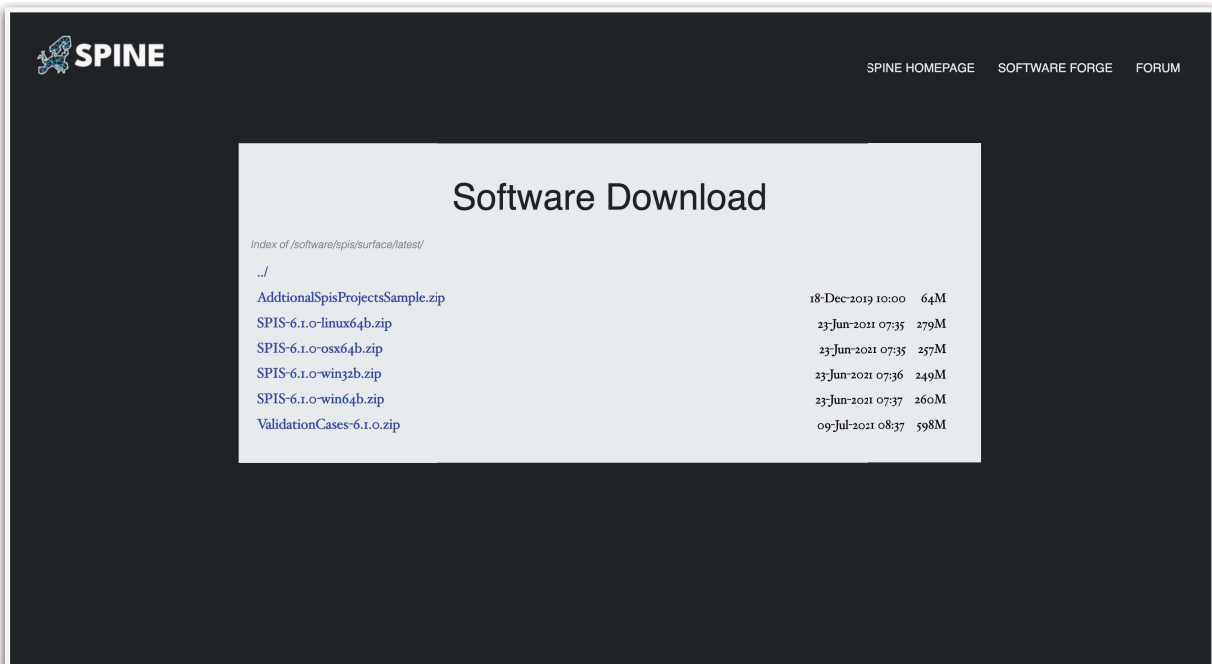 SPINE
SPINE HOMEPAGE SOFTWARE FORGE FORUM
Software Download
Index of /software/spis/surface/latest/
../
AddtionalSpisProjectsSample.zip 18-Dec-2019 10:00 64M
SPIS-6.1.0-linux64b.zip 23-Jun-2021 07:35 279M
SPIS-6.1.0-osx64b.zip 23-Jun-2021 07:35 257M
SPIS-6.1.0-win32b.zip 23-Jun-2021 07:36 249M
SPIS-6.1.0-win64b.zip 23-Jun-2021 07:37 260M
ValidationCases-6.1.0.zip 09-Jul-2021 08:37 598M